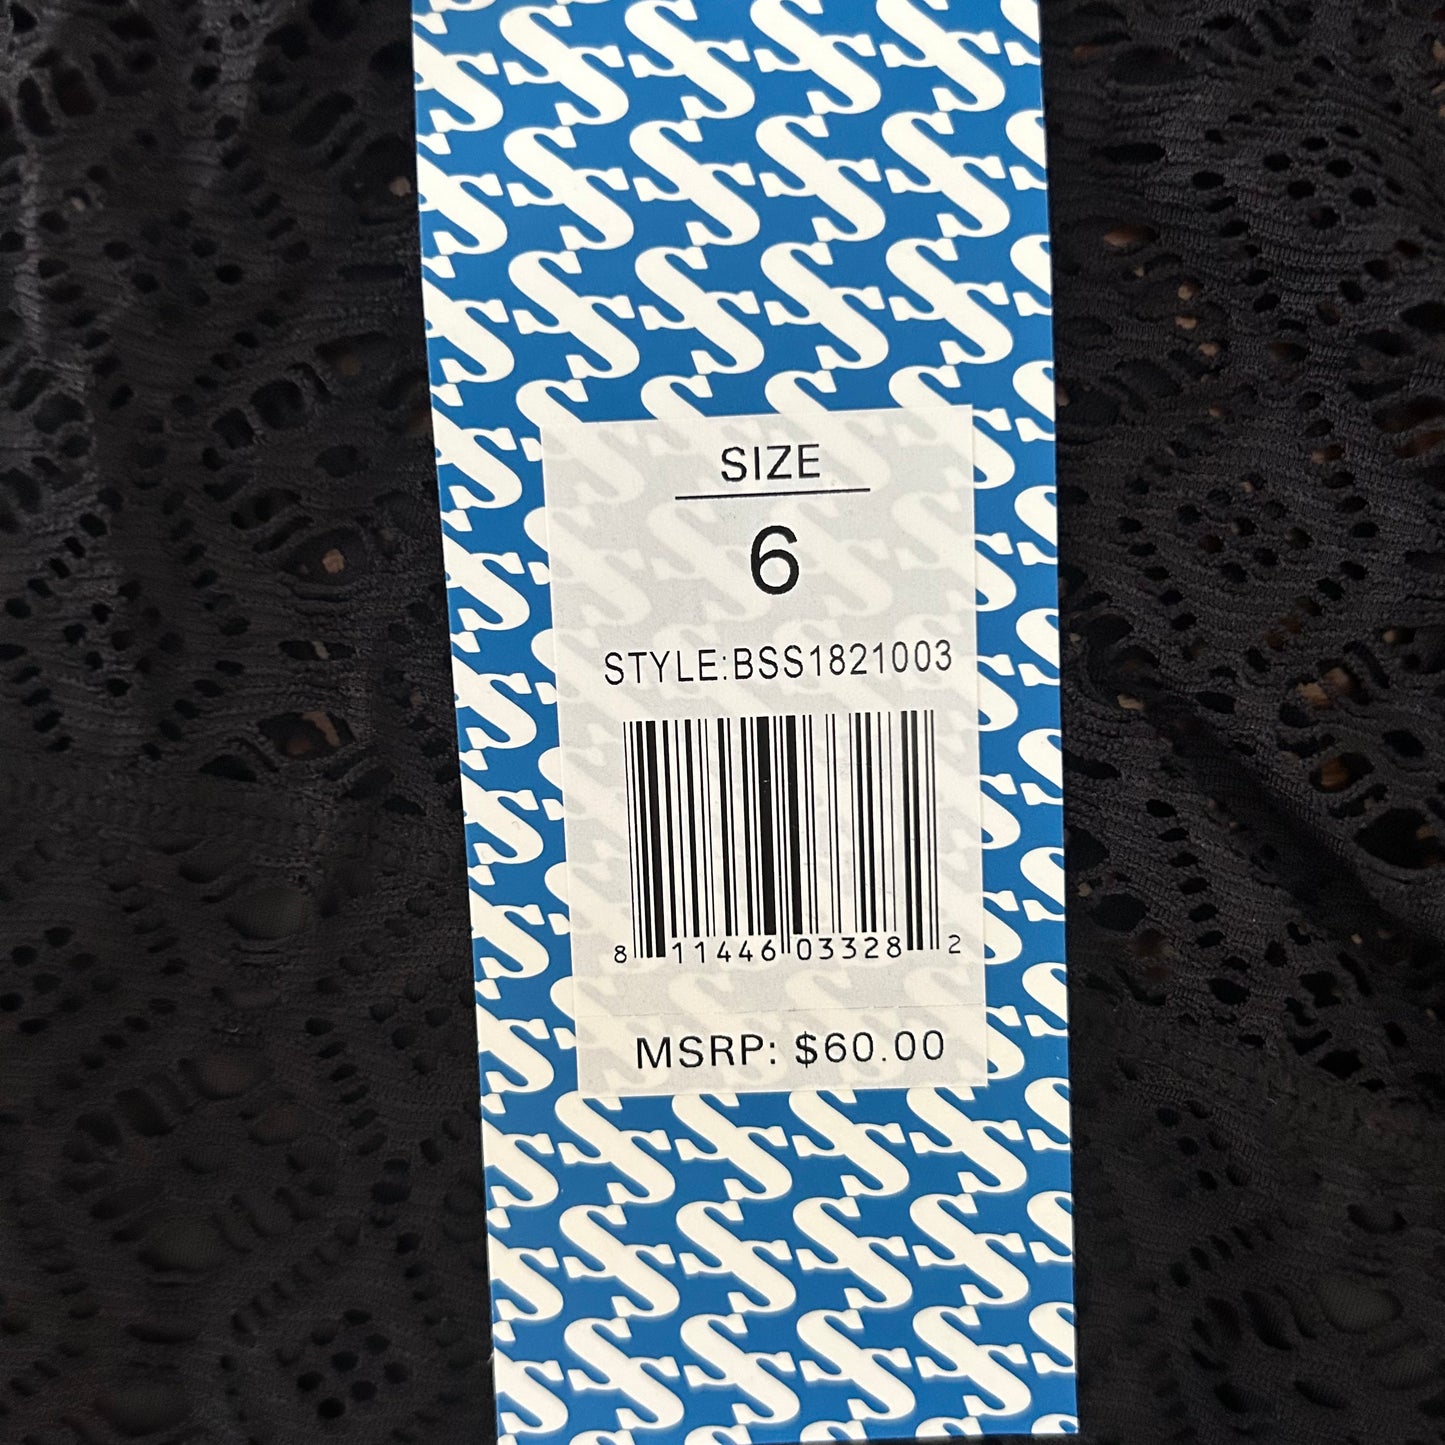 SIZE
6
STYLE:BSS1821003
8 11446 03328 2
MSRP: $60.00